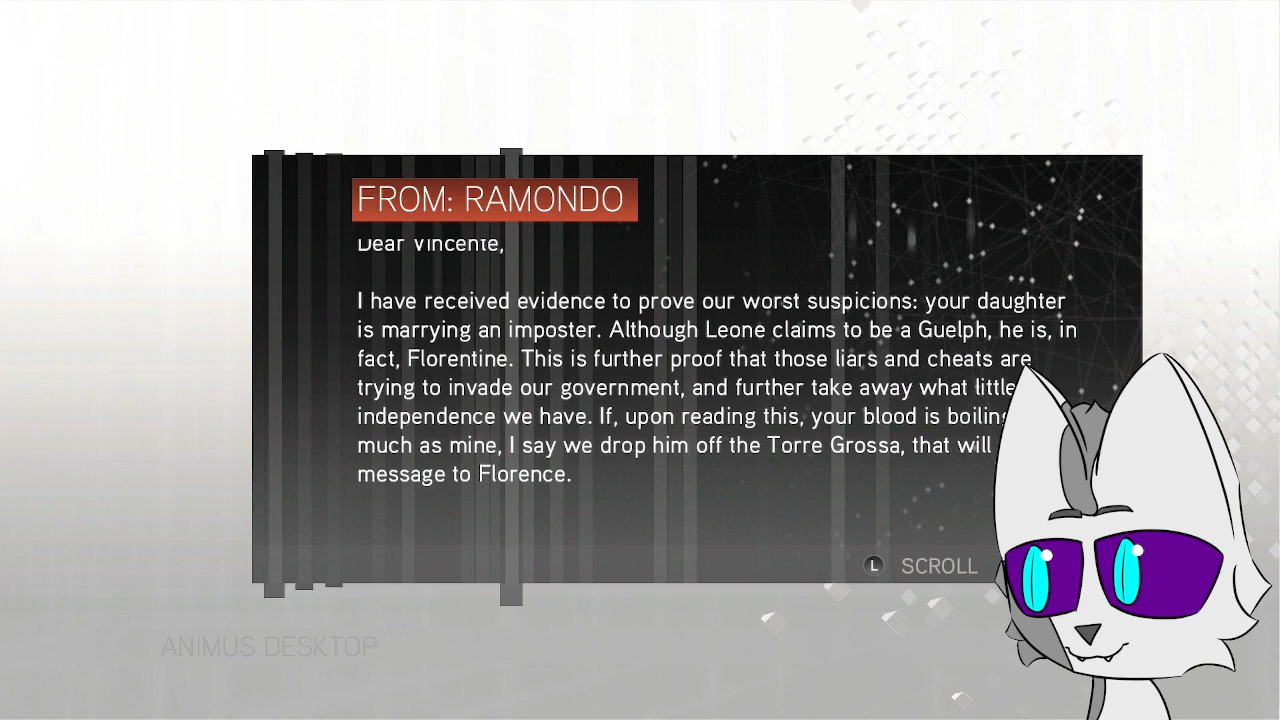 FROM: RAMONDO
Dear Vincente,
I have received evidence to prove our worst suspicions: your daughter
is marrying an imposter. Although Leone claims to be a Guelph, he is, in
fact, Florentine. This is further proof that those liars and cheats are
trying to invade our government, and further take away what little
independence we have. If, upon reading this, your blood is boiling
much as mine, I say we drop him off the Torre Grossa, that will
message to Florence.
L SCROLL
ANIMUS DESKTOP